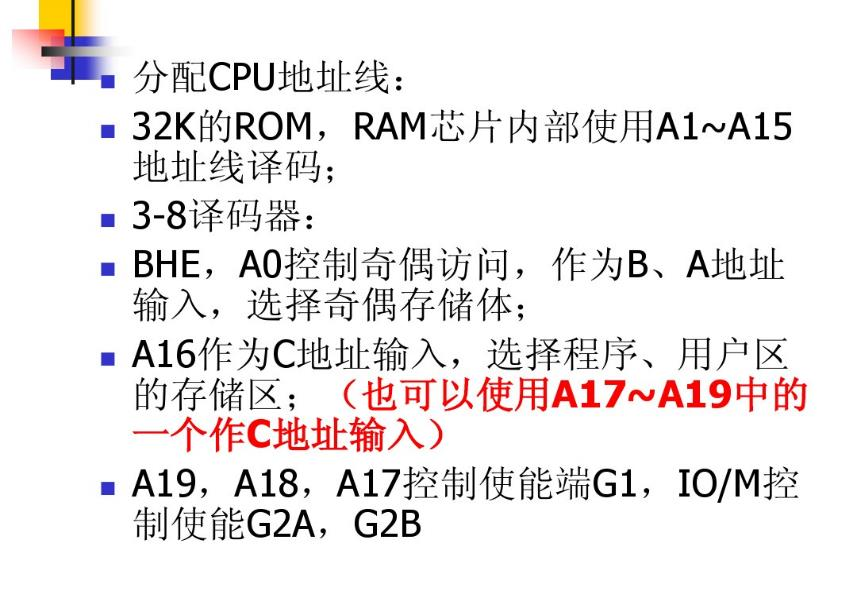 分配CPU地址线：
32K的ROM，RAM芯片内部使用A1~A15
地址线译码；
3-8译码器：
BHE，A0控制奇偶访问，作为B、A地址
输入，选择奇偶存储体；
A16作为C地址输入，选择程序、用户区
的存储区；（也可以使用A17~A19中的
一个作C地址输入）
A19，A18，A17控制使能端G1，IO/M控
制使能G2A，G2B